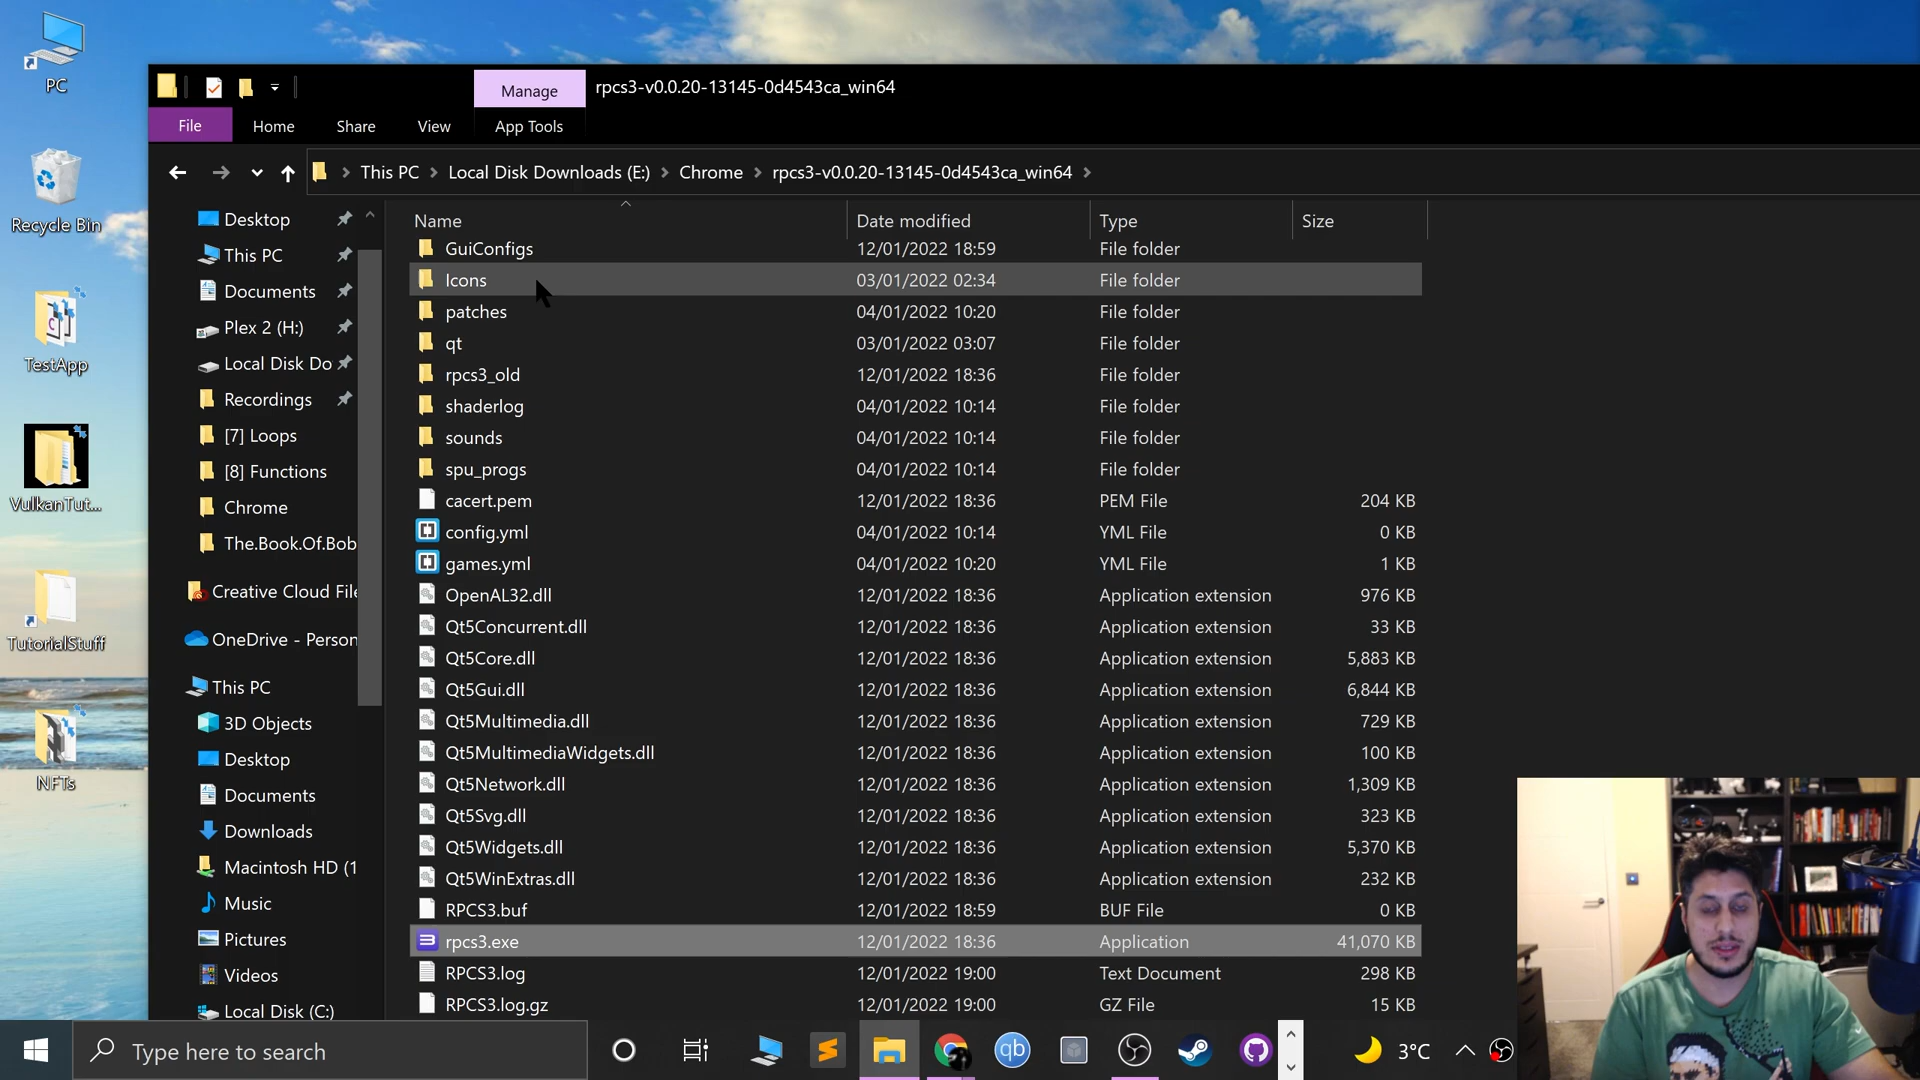 PC
Recycle Bin
TestApp
VulkanTut...
TutorialStuff
NFTs
Manage
rpcs3-v0.0.20-13145-0d4543ca_win64
File
Home
Share
View
App Tools
This PC
Local Disk Downloads (E:)
Chrome
rpcs3-v0.0.20-13145-0d4543ca_win64
Desktop
This PC
Documents
Plex 2 (H:)
Local Disk Do
Recordings
[7] Loops
[8] Functions
Chrome
The.Book.Of.Bob
Creative Cloud File
OneDrive - Person
This PC
3D Objects
Desktop
Documents
Downloads
Macintosh HD (1
Music
Pictures
Videos
Local Disk (C:)
Name Date modified Type Size
GuiConfigs 12/01/2022 18:59 File folder
Icons 03/01/2022 02:34 File folder
patches 04/01/2022 10:20 File folder
qt 03/01/2022 03:07 File folder
rpcs3_old 12/01/2022 18:36 File folder
shaderlog 04/01/2022 10:14 File folder
sounds 04/01/2022 10:14 File folder
spu_progs 04/01/2022 10:14 File folder
cacert.pem 12/01/2022 18:36 PEM File 204 KB
config.yml 04/01/2022 10:14 YML File 0 KB
games.yml 04/01/2022 10:20 YML File 1 KB
OpenAL32.dll 12/01/2022 18:36 Application extension 976 KB
Qt5Concurrent.dll 12/01/2022 18:36 Application extension 33 KB
Qt5Core.dll 12/01/2022 18:36 Application extension 5,883 KB
Qt5Gui.dll 12/01/2022 18:36 Application extension 6,844 KB
Qt5Multimedia.dll 12/01/2022 18:36 Application extension 729 KB
Qt5MultimediaWidgets.dll 12/01/2022 18:36 Application extension 100 KB
Qt5Network.dll 12/01/2022 18:36 Application extension 1,309 KB
Qt5Svg.dll 12/01/2022 18:36 Application extension 323 KB
Qt5Widgets.dll 12/01/2022 18:36 Application extension 5,370 KB
Qt5WinExtras.dll 12/01/2022 18:36 Application extension 232 KB
RPCS3.buf 12/01/2022 18:59 BUF File 0 KB
rpcs3.exe 12/01/2022 18:36 Application 41,070 KB
RPCS3.log 12/01/2022 19:00 Text Document 298 KB
RPCS3.log.gz 12/01/2022 19:00 GZ File 15 KB
Type here to search
qb
3°C